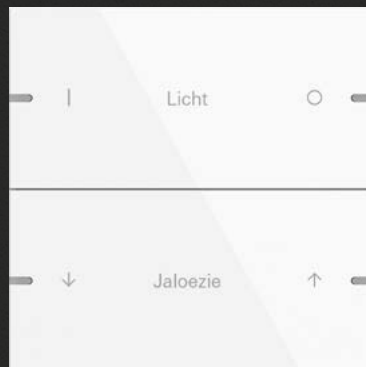 | Licht O
↓ Jaloezie ↑